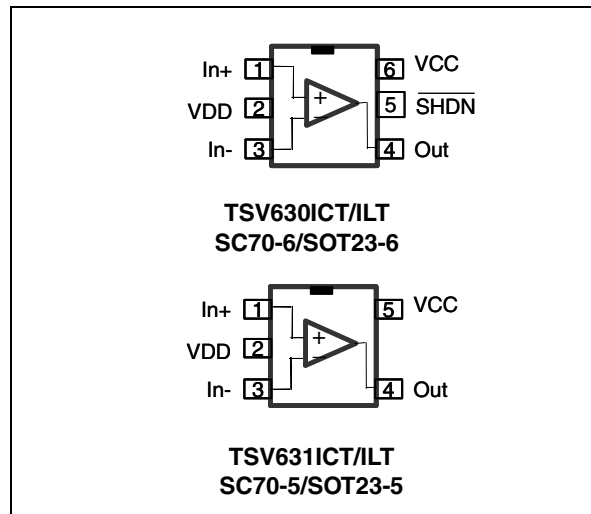 In+ 1 6 VCC
VDD 2 + 5 SHDN
In- 3 − 4 Out
TSV630ICT/ILT
SC70-6/SOT23-6
In+ 1 5 VCC
VDD 2 +
In- 3 − 4 Out
TSV631ICT/ILT
SC70-5/SOT23-5